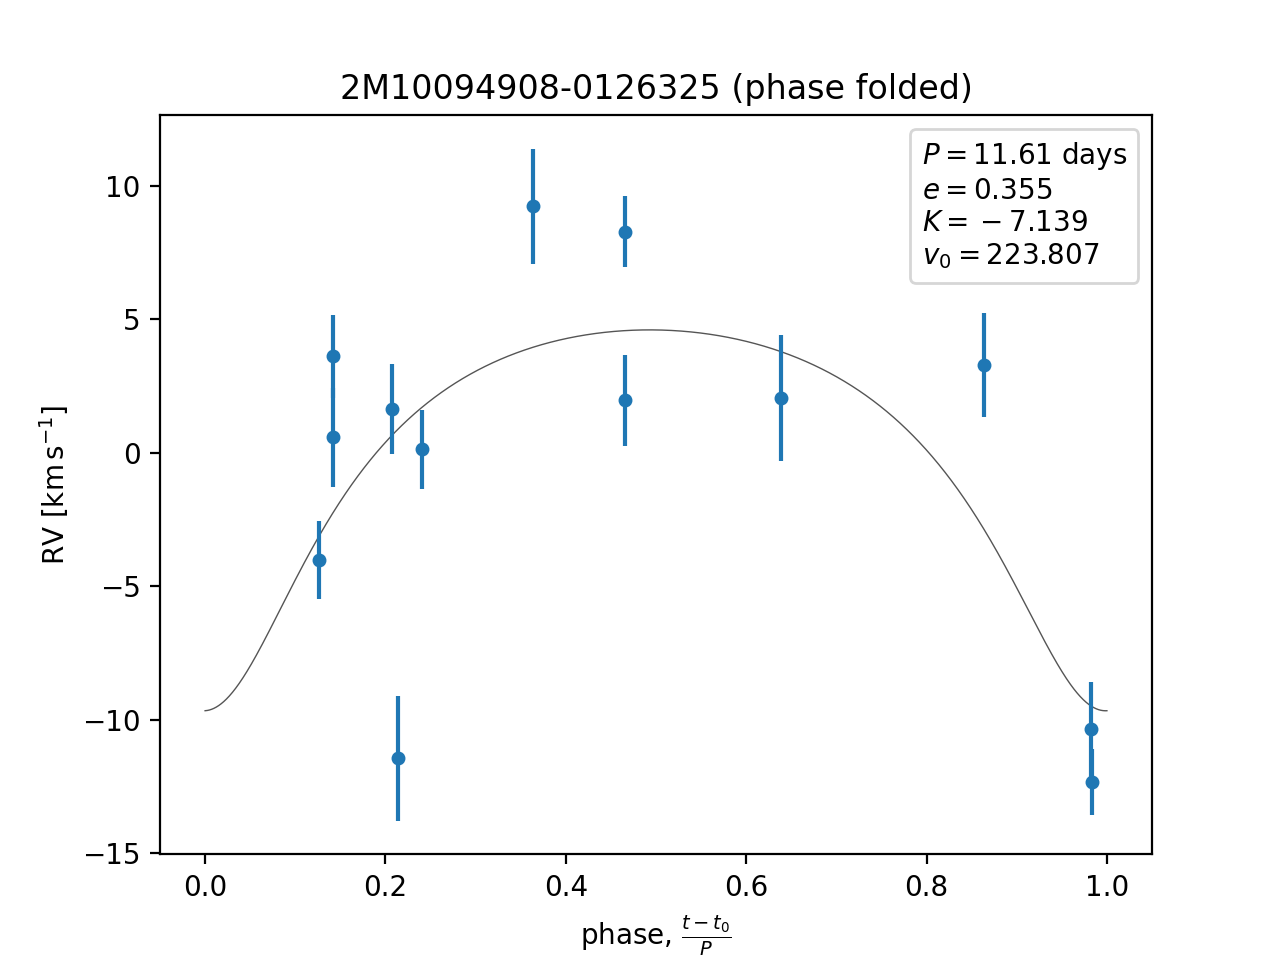 2M10094908-0126325 (phase folded)
P = 11.61 days
e = 0.355
K = −7.139
v₀ = 223.807
RV [km s⁻¹]
10
5
0
−5
−10
−15
0.0 0.2 0.4 0.6 0.8 1.0
phase, (t − t₀)/P